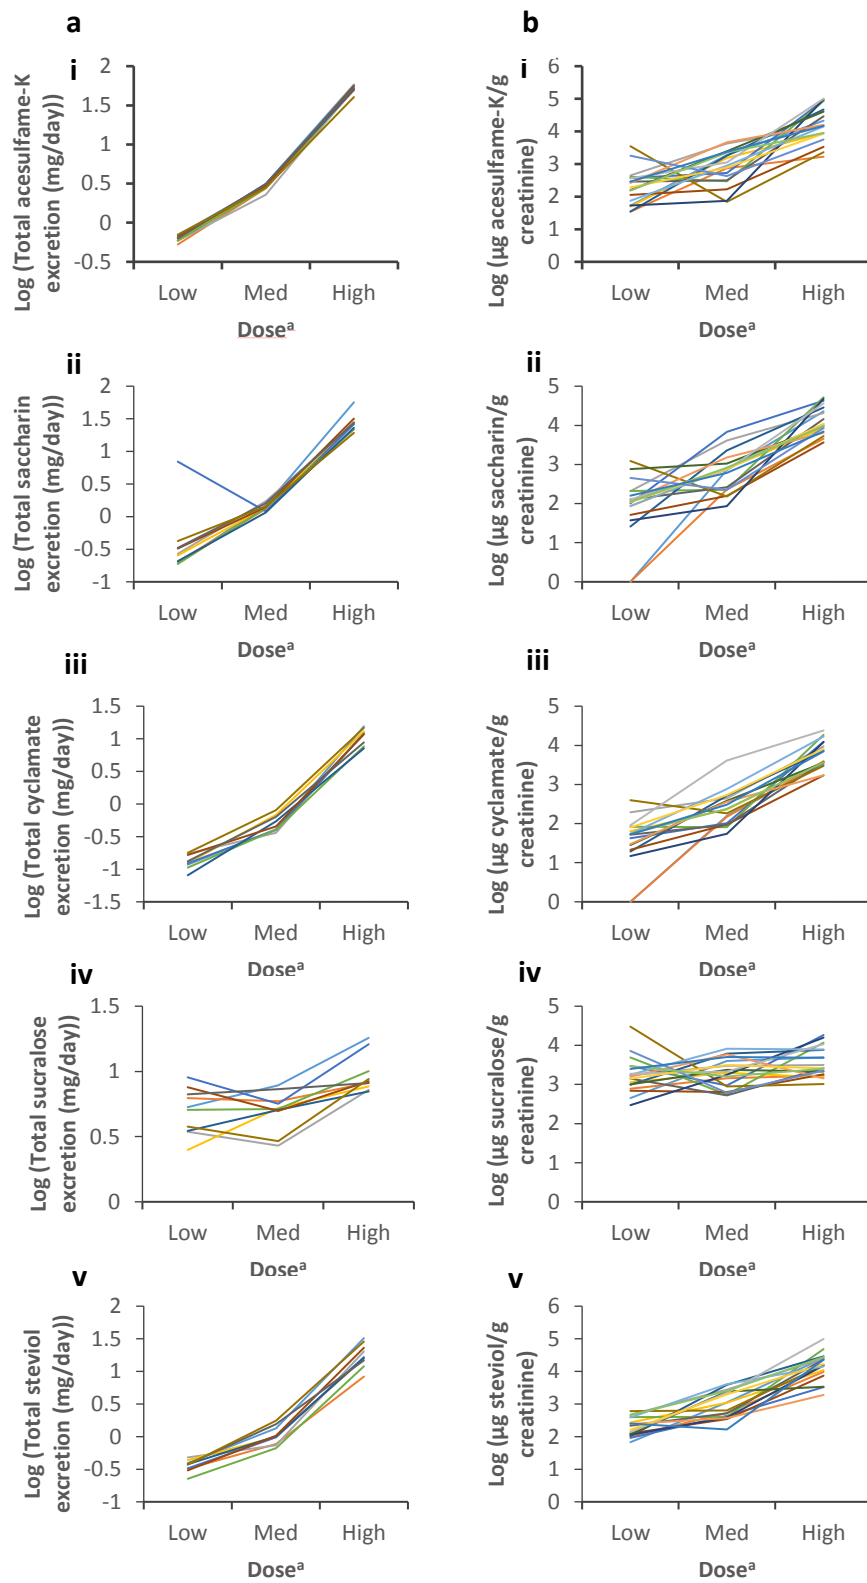 a
b
i
Log (Total acesulfame-K
excretion (mg/day))
2
1.5
1
0.5
0
-0.5
Low Med High
Doseᵃ
i
Log (µg acesulfame-K/g
creatinine)
6
5
4
3
2
1
0
Low Med High
Doseᵃ
ii
Log (Total saccharin
excretion (mg/day))
2
1.5
1
0.5
0
-0.5
-1
Low Med High
Doseᵃ
ii
Log (µg saccharin/g
creatinine)
5
4
3
2
1
0
Low Med High
Doseᵃ
iii
Log (Total cyclamate
excretion (mg/day))
1.5
1
0.5
0
-0.5
-1
-1.5
Low Med High
Doseᵃ
iii
Log (µg cyclamate/g
creatinine)
5
4
3
2
1
0
Low Med High
Doseᵃ
iv
Log (Total sucralose
excretion (mg/day))
1.5
1
0.5
0
Low Med High
Doseᵃ
iv
Log (µg sucralose/g
creatinine)
5
4
3
2
1
0
Low Med High
Doseᵃ
v
Log (Total steviol
excretion (mg/day))
2
1.5
1
0.5
0
-0.5
-1
Low Med High
Doseᵃ
v
Log (µg steviol/g
creatinine)
6
5
4
3
2
1
0
Low Med High
Doseᵃ